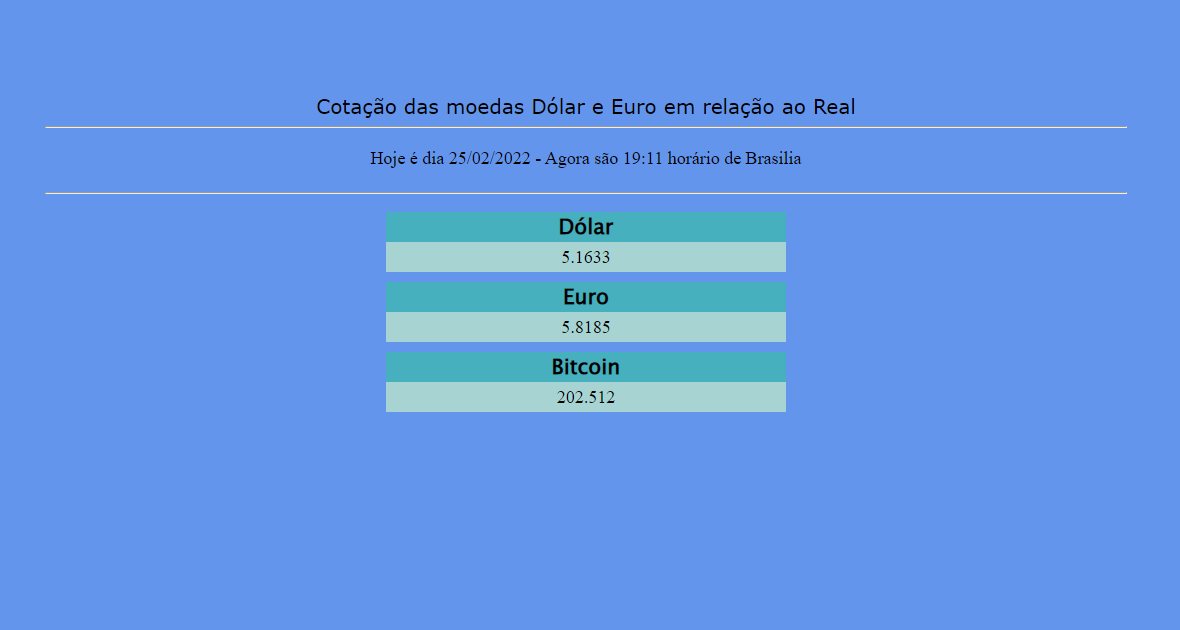 Cotação das moedas Dólar e Euro em relação ao Real
Hoje é dia 25/02/2022 - Agora são 19:11 horário de Brasilia
Dólar
5.1633
Euro
5.8185
Bitcoin
202.512